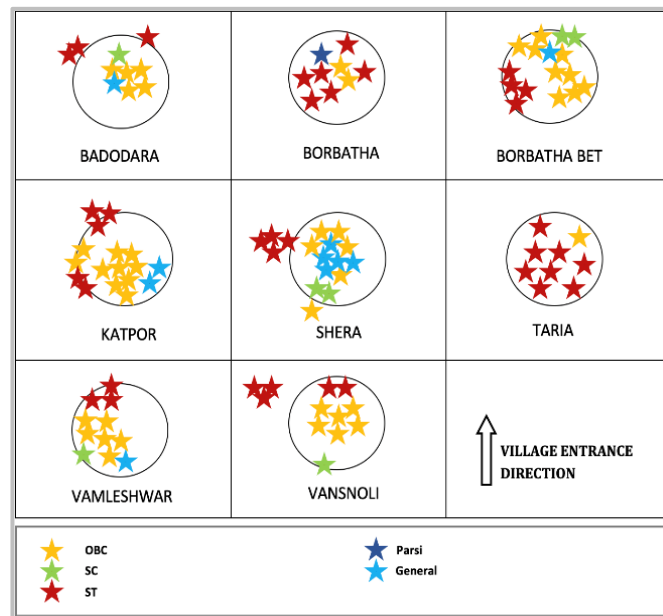 BADODARA
BORBATHA
BORBATHA BET
KATPOR
SHERA
TARIA
VAMLESHWAR
VANSNOLI
VILLAGE ENTRANCE
DIRECTION
OBC
SC
ST
Parsi
General